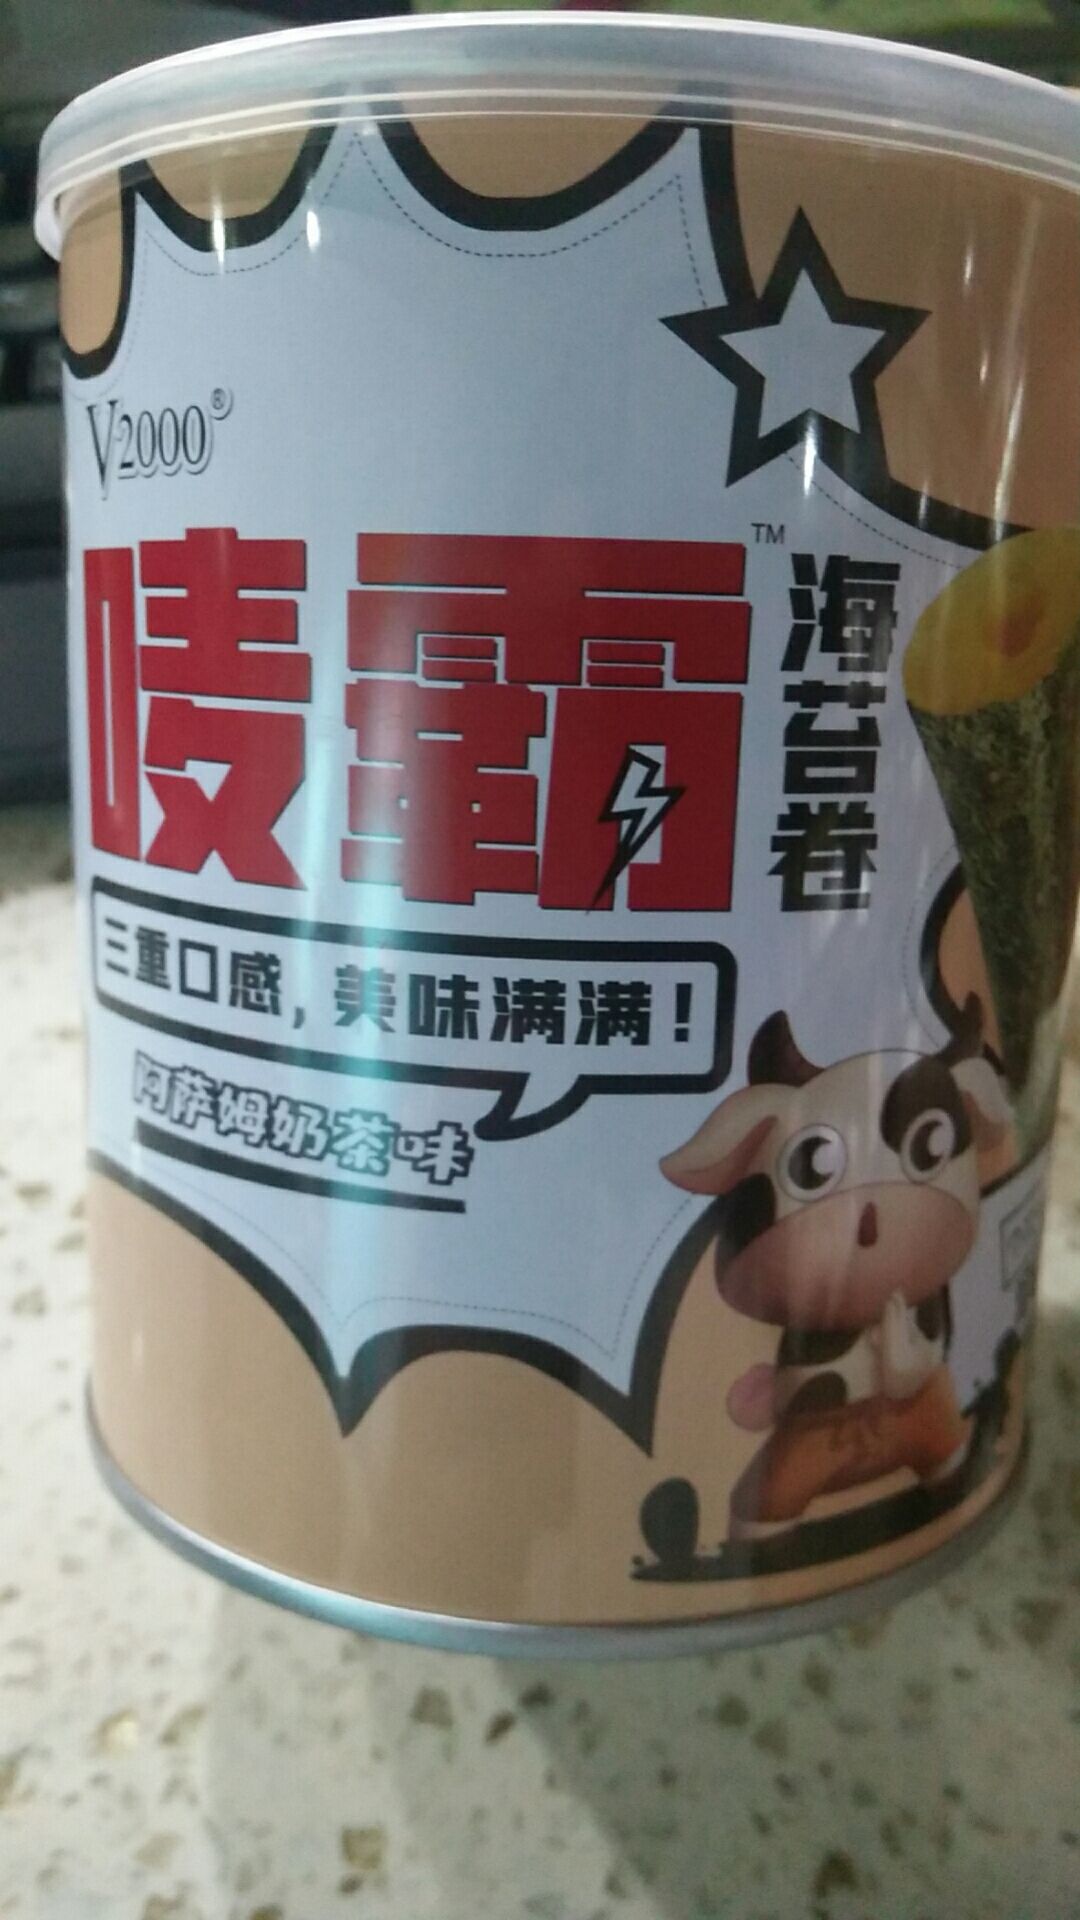 V2000®
唛霸™
海苔卷
三重口感，美味满满！
阿萨姆奶茶味